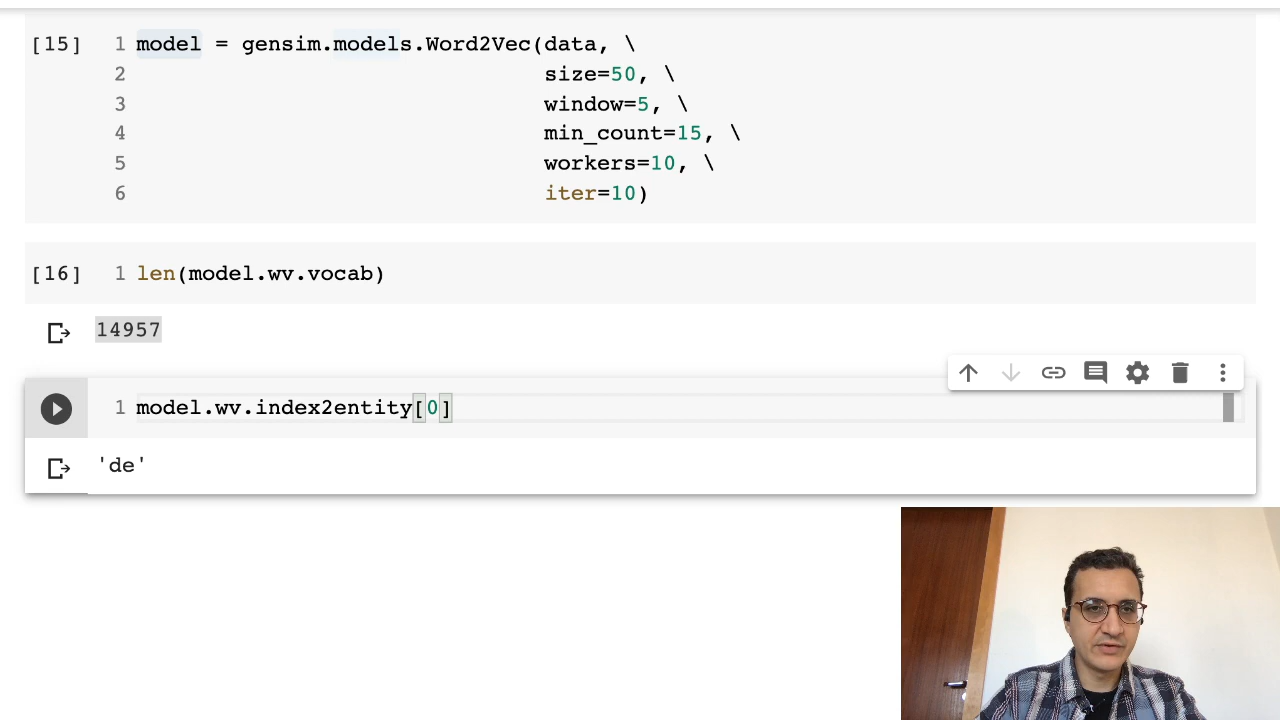 [15] 1 model = gensim.models.Word2Vec(data, \
2 size=50, \
3 window=5, \
4 min_count=15, \
5 workers=10, \
6 iter=10)
[16] 1 len(model.wv.vocab)
14957
1 model.wv.index2entity[0]
'de'